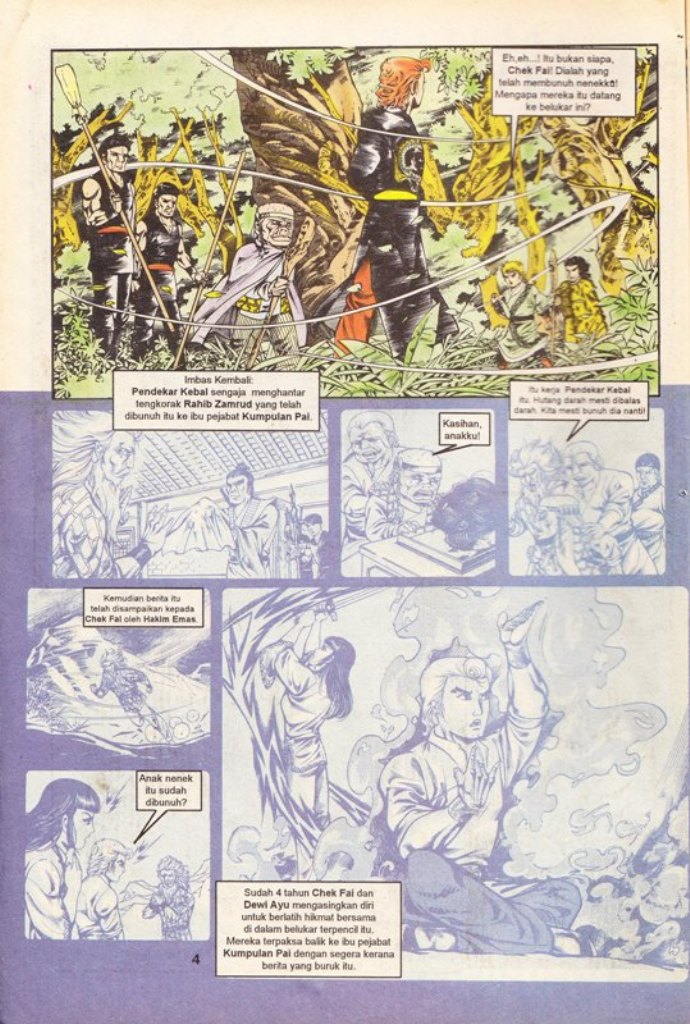 Eh,eh...! Itu bukan siapa,
Chek Fai! Dialah yang
telah membunuh nenekkū!
Mengapa mereka itu datang
ke belukar ini?
Imbas Kembali:
Pendekar Kebal sengaja menghantar
tengkorak Rahib Zamrud yang telah
dibunuh itu ke ibu pejabat Kumpulan Pai.
Kasihan,
anakku!
Itu kerja Pendekar Kebal
itu. Hutang darah mesti dibalas
darah. Kita mesti bunuh dia nanti!
Kemudian berita itu
telah disampaikan kepada
Chek Fai oleh Hakim Emas.
Anak nenek
itu sudah
dibunuh?
Sudah 4 tahun Chek Fai dan
Dewi Ayu mengasingkan diri
untuk berlatih hikmat bersama
di dalam belukar terpencil itu.
Mereka terpaksa balik ke ibu pejabat
Kumpulan Pai dengan segera kerana
berita yang buruk itu.
4